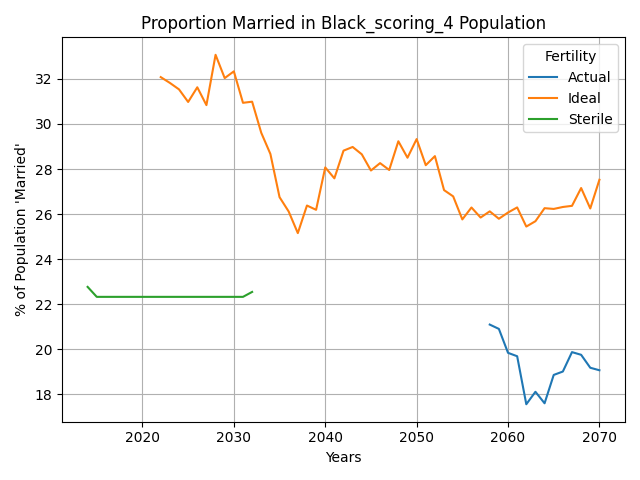 Proportion Married in Black_scoring_4 Population
Fertility
Actual
Ideal
Sterile
% of Population 'Married'
32
30
28
26
24
22
20
18
2020 2030 2040 2050 2060 2070
Years